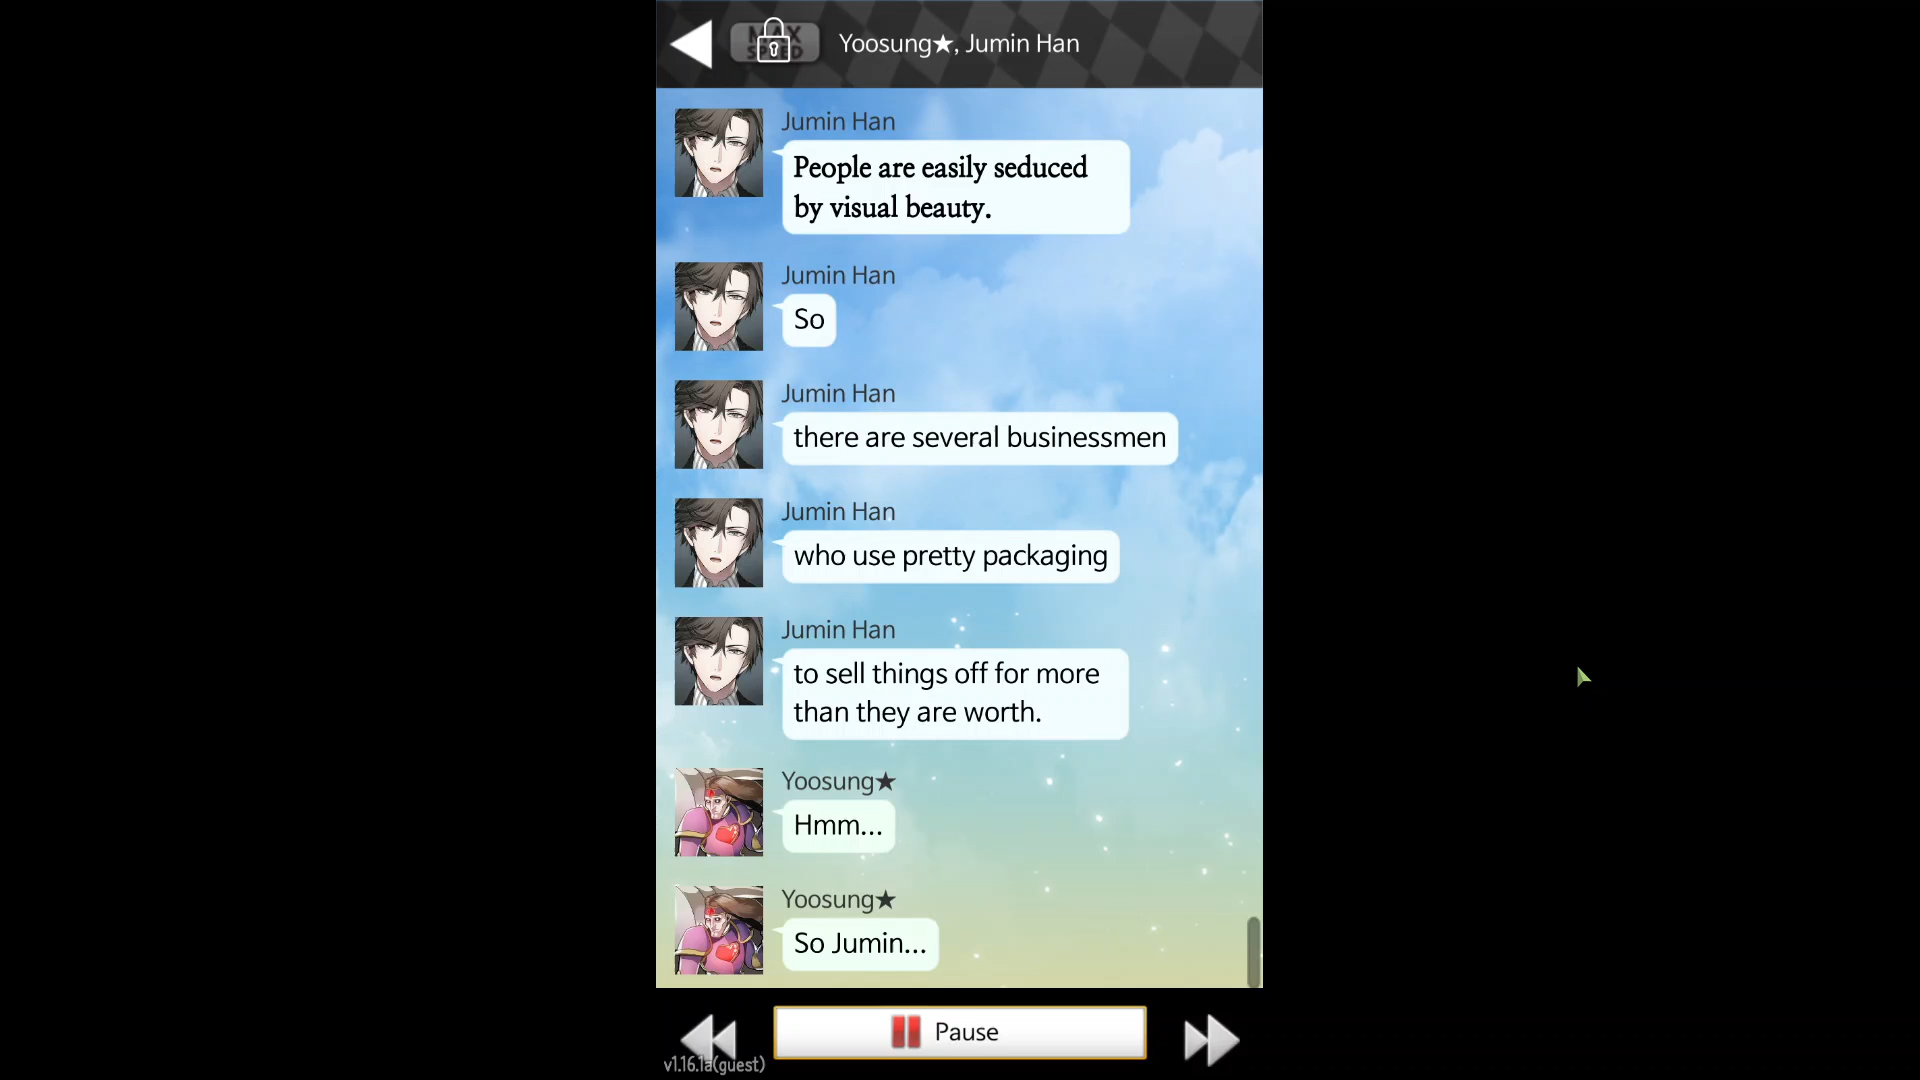 MAX
SPEED
Yoosung★, Jumin Han
Jumin Han
People are easily seduced
by visual beauty.
Jumin Han
So
Jumin Han
there are several businessmen
Jumin Han
who use pretty packaging
Jumin Han
to sell things off for more
than they are worth.
Yoosung★
Hmm...
Yoosung★
So Jumin...
Pause
v1.16.1a(guest)